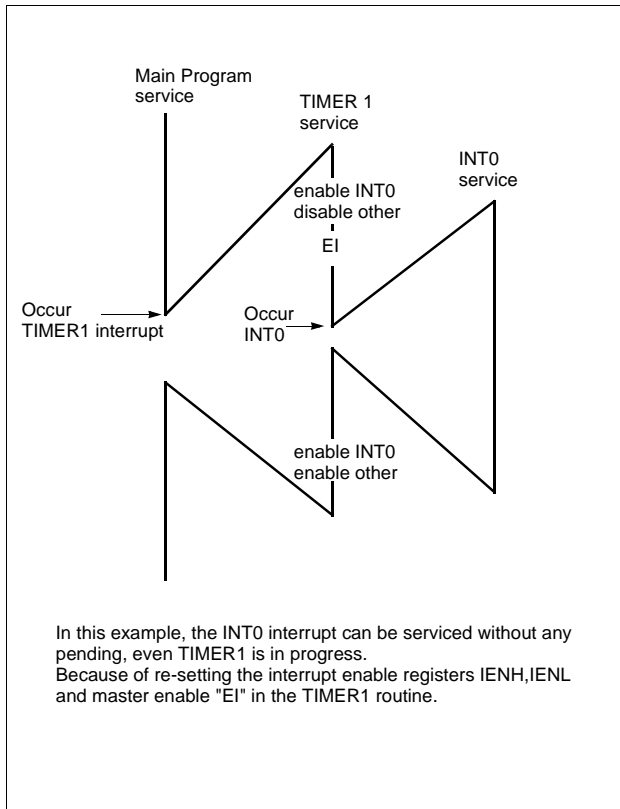 Main Program
service
TIMER 1
service
INT0
service
enable INT0
disable other
EI
Occur
TIMER1 interrupt
Occur
INT0
enable INT0
enable other
In this example, the INT0 interrupt can be serviced without any
pending, even TIMER1 is in progress.
Because of re-setting the interrupt enable registers IENH,IENL
and master enable "EI" in the TIMER1 routine.